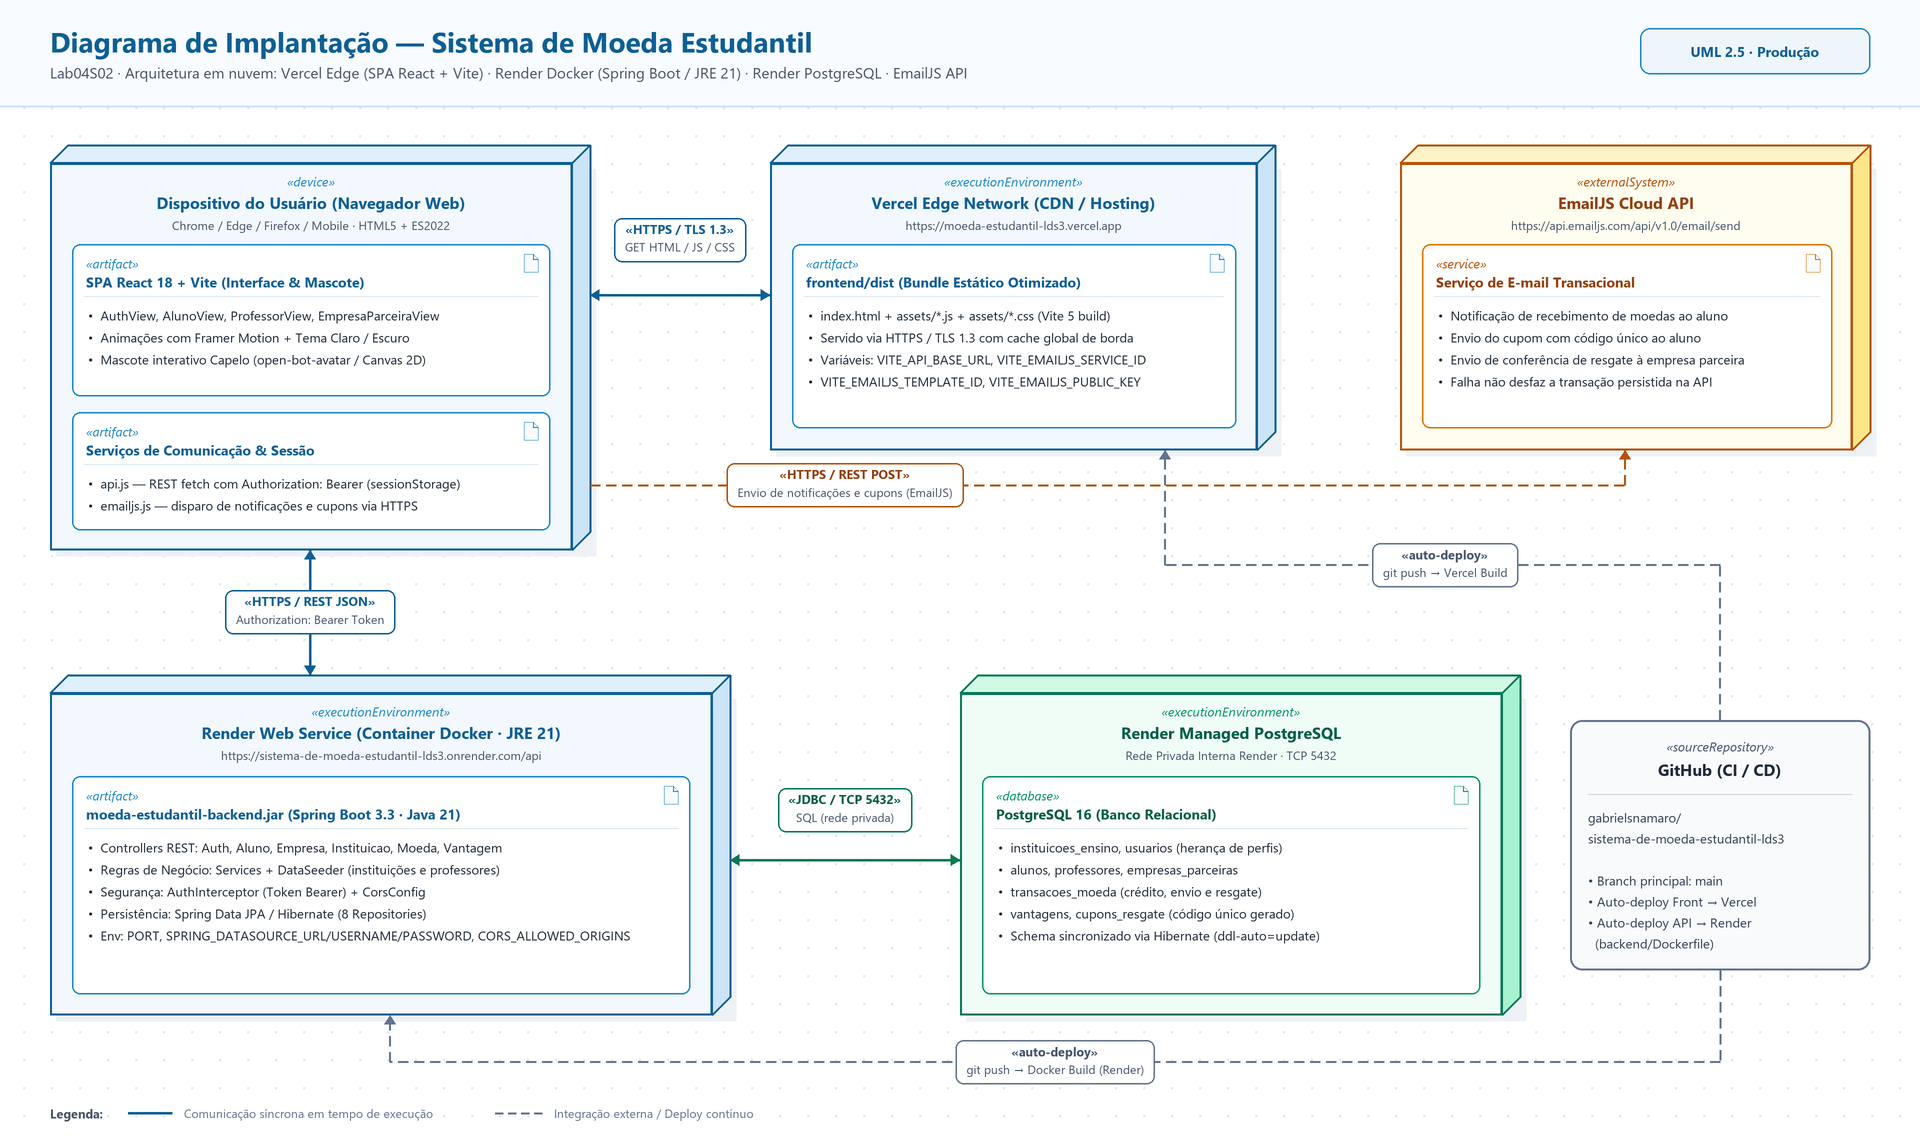 Diagrama de Implantação — Sistema de Moeda Estudantil
Lab04S02 · Arquitetura em nuvem: Vercel Edge (SPA React + Vite) · Render Docker (Spring Boot / JRE 21) · Render PostgreSQL · EmailJS API
UML 2.5 · Produção
«device»
Dispositivo do Usuário (Navegador Web)
Chrome / Edge / Firefox / Mobile · HTML5 + ES2022
«artifact»
SPA React 18 + Vite (Interface & Mascote)
• AuthView, AlunoView, ProfessorView, EmpresaParceiraView
• Animações com Framer Motion + Tema Claro / Escuro
• Mascote interativo Capelo (open-bot-avatar / Canvas 2D)
«artifact»
Serviços de Comunicação & Sessão
• api.js — REST fetch com Authorization: Bearer (sessionStorage)
• emailjs.js — disparo de notificações e cupons via HTTPS
«HTTPS / TLS 1.3»
GET HTML / JS / CSS
«executionEnvironment»
Vercel Edge Network (CDN / Hosting)
https://moeda-estudantil-lds3.vercel.app
«artifact»
frontend/dist (Bundle Estático Otimizado)
• index.html + assets/*.js + assets/*.css (Vite 5 build)
• Servido via HTTPS / TLS 1.3 com cache global de borda
• Variáveis: VITE_API_BASE_URL, VITE_EMAILJS_SERVICE_ID
• VITE_EMAILJS_TEMPLATE_ID, VITE_EMAILJS_PUBLIC_KEY
«externalSystem»
EmailJS Cloud API
https://api.emailjs.com/api/v1.0/email/send
«service»
Serviço de E-mail Transacional
• Notificação de recebimento de moedas ao aluno
• Envio do cupom com código único ao aluno
• Envio de conferência de resgate à empresa parceira
• Falha não desfaz a transação persistida na API
«HTTPS / REST POST»
Envio de notificações e cupons (EmailJS)
«auto-deploy»
git push → Vercel Build
«HTTPS / REST JSON»
Authorization: Bearer Token
«executionEnvironment»
Render Web Service (Container Docker · JRE 21)
https://sistema-de-moeda-estudantil-lds3.onrender.com/api
«artifact»
moeda-estudantil-backend.jar (Spring Boot 3.3 · Java 21)
• Controllers REST: Auth, Aluno, Empresa, Instituicao, Moeda, Vantagem
• Regras de Negócio: Services + DataSeeder (instituições e professores)
• Segurança: AuthInterceptor (Token Bearer) + CorsConfig
• Persistência: Spring Data JPA / Hibernate (8 Repositories)
• Env: PORT, SPRING_DATASOURCE_URL/USERNAME/PASSWORD, CORS_ALLOWED_ORIGINS
«JDBC / TCP 5432»
SQL (rede privada)
«executionEnvironment»
Render Managed PostgreSQL
Rede Privada Interna Render · TCP 5432
«database»
PostgreSQL 16 (Banco Relacional)
• instituicoes_ensino, usuarios (herança de perfis)
• alunos, professores, empresas_parceiras
• transacoes_moeda (crédito, envio e resgate)
• vantagens, cupons_resgate (código único gerado)
• Schema sincronizado via Hibernate (ddl-auto=update)
«sourceRepository»
GitHub (CI / CD)
gabrielsnamaro/
sistema-de-moeda-estudantil-lds3
• Branch principal: main
• Auto-deploy Front → Vercel
• Auto-deploy API → Render
(backend/Dockerfile)
«auto-deploy»
git push → Docker Build (Render)
Legenda:
Comunicação síncrona em tempo de execução
Integração externa / Deploy contínuo